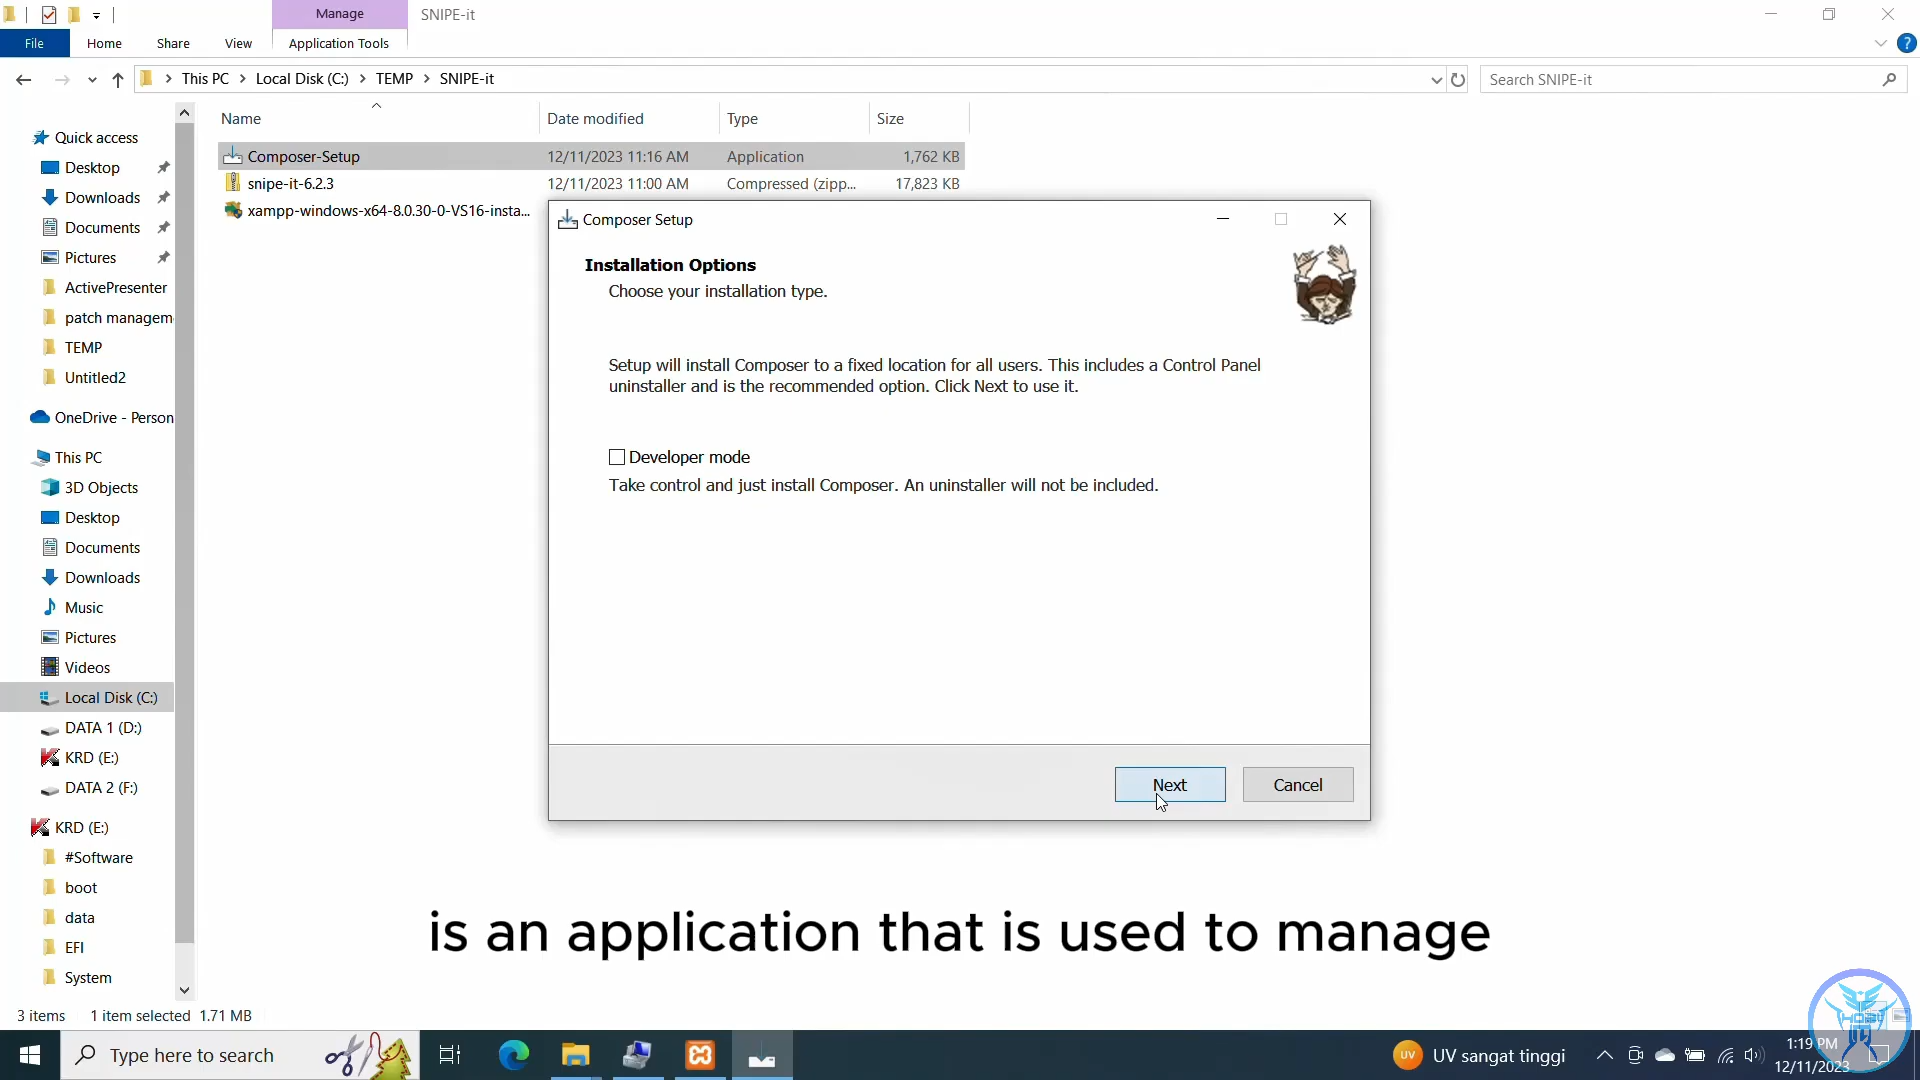 Manage
SNIPE-it
File
Home
Share
View
Application Tools
This PC
Local Disk (C:)
TEMP
SNIPE-it
Search SNIPE-it
Name
Date modified
Type
Size
Composer-Setup
12/11/2023 11:16 AM
Application
1,762 KB
snipe-it-6.2.3
12/11/2023 11:00 AM
Compressed (zipp...
17,823 KB
xampp-windows-x64-8.0.30-0-VS16-insta...
Quick access
Desktop
Downloads
Documents
Pictures
ActivePresenter
patch managem
TEMP
Untitled2
OneDrive - Person
This PC
3D Objects
Desktop
Documents
Downloads
Music
Pictures
Videos
Local Disk (C:)
DATA 1 (D:)
KRD (E:)
DATA 2 (F:)
KRD (E:)
#Software
boot
data
EFI
System
Composer Setup
Installation Options
Choose your installation type.
Setup will install Composer to a fixed location for all users. This includes a Control Panel
uninstaller and is the recommended option. Click Next to use it.
Developer mode
Take control and just install Composer. An uninstaller will not be included.
Next
Cancel
is an application that is used to manage
3 items
1 item selected 1.71 MB
Type here to search
UV
UV sangat tinggi
1:19 PM
12/11/2023